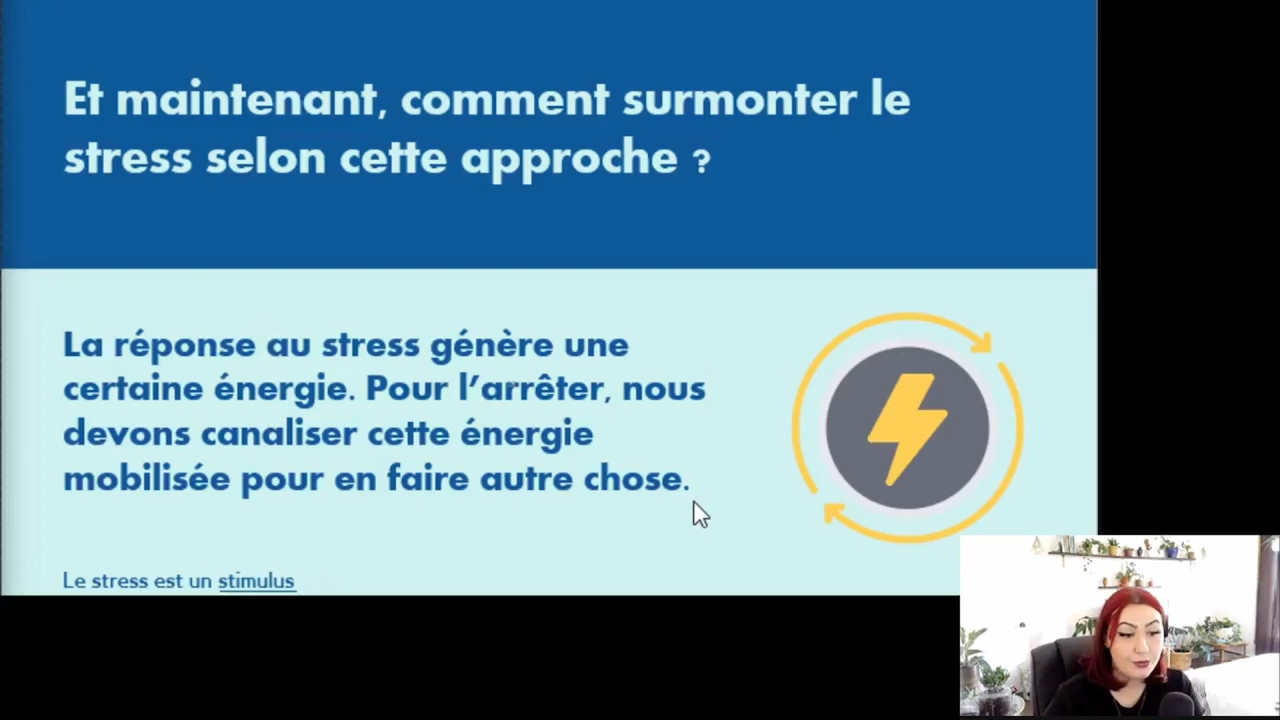 Et maintenant, comment surmonter le
stress selon cette approche ?
La réponse au stress génère une
certaine énergie. Pour l'arrêter, nous
devons canaliser cette énergie
mobilisée pour en faire autre chose.
Le stress est un stimulus